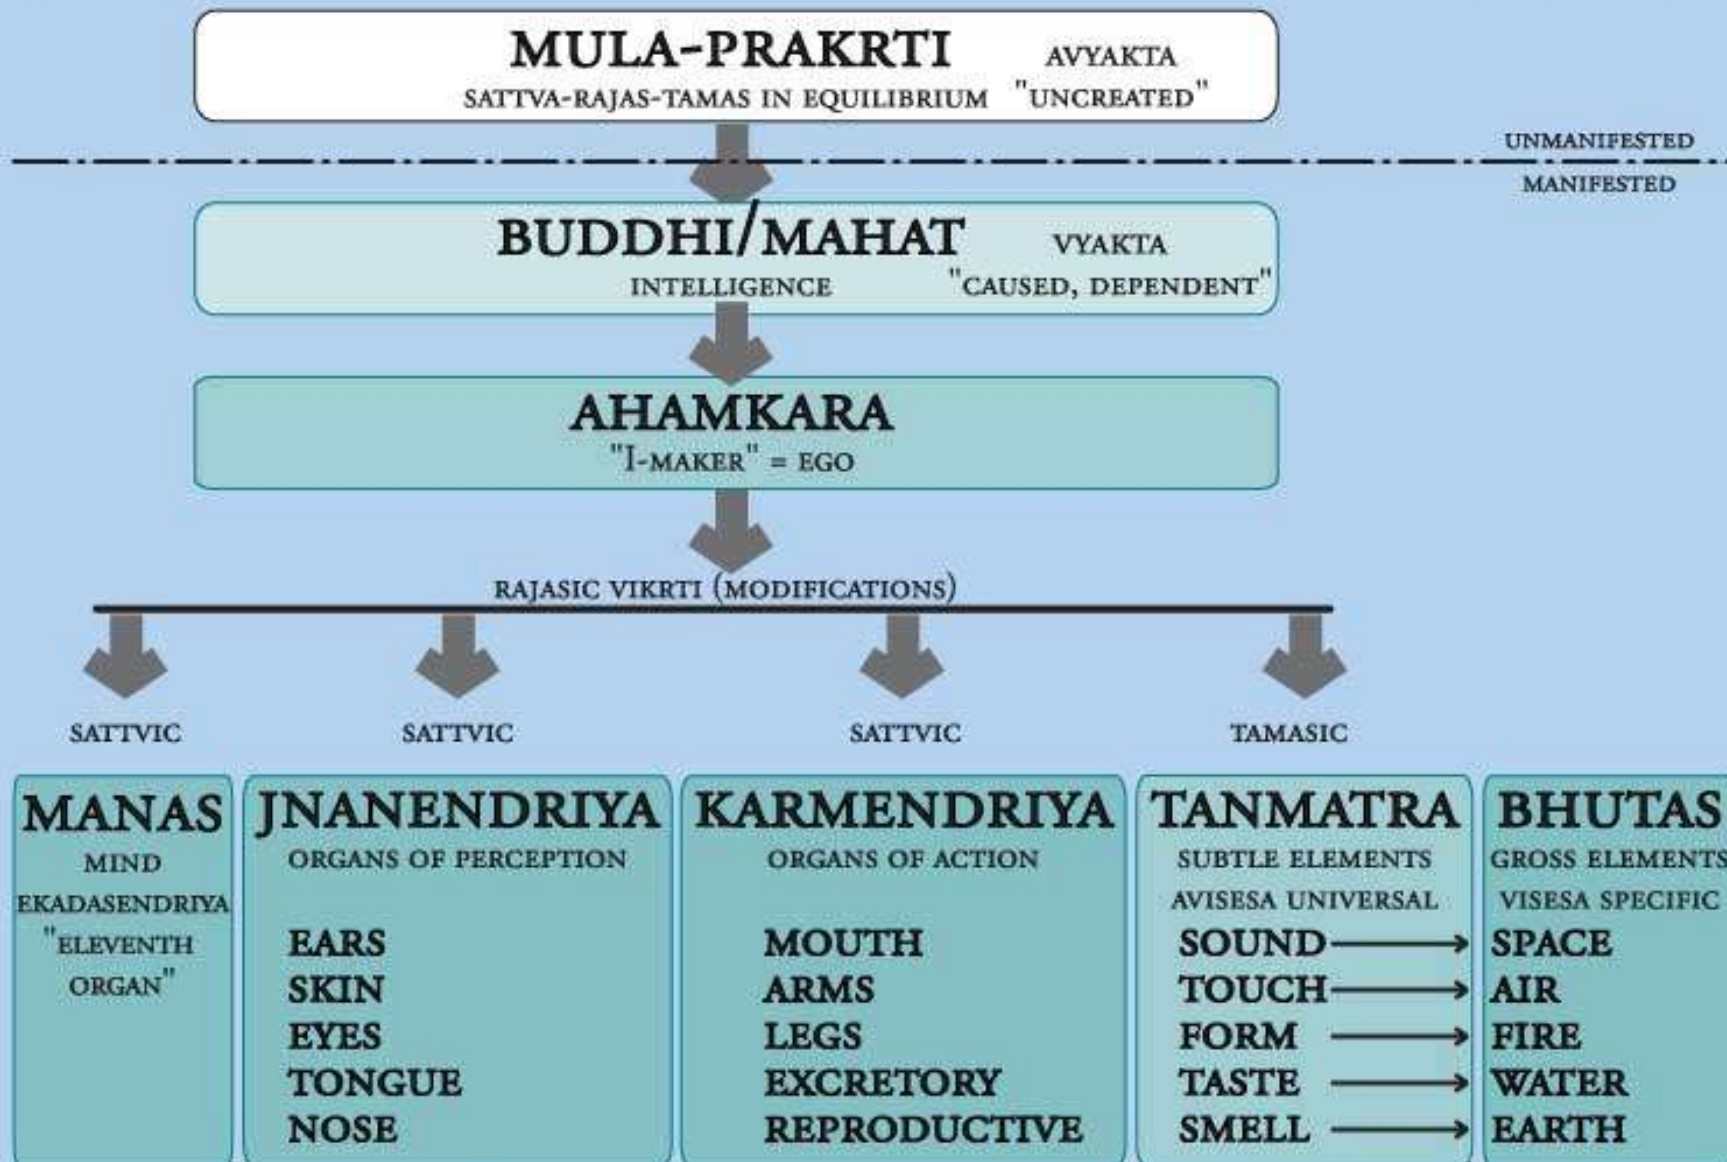 MULA-PRAKRTI AVYAKTA
SATTVA-RAJAS-TAMAS IN EQUILIBRIUM "UNCREATED"
UNMANIFESTED
MANIFESTED
BUDDHI/MAHAT VYAKTA
INTELLIGENCE "CAUSED, DEPENDENT"
AHAMKARA
"I-MAKER" = EGO
RAJASIC VIKRTI (MODIFICATIONS)
SATTVIC SATTVIC SATTVIC TAMASIC
MANAS
MIND
EKADASENDRIYA
"ELEVENTH
ORGAN"
JNANENDRIYA
ORGANS OF PERCEPTION
EARS
SKIN
EYES
TONGUE
NOSE
KARMENDRIYA
ORGANS OF ACTION
MOUTH
ARMS
LEGS
EXCRETORY
REPRODUCTIVE
TANMATRA
SUBTLE ELEMENTS
AVISESA UNIVERSAL
SOUND
TOUCH
FORM
TASTE
SMELL
BHUTAS
GROSS ELEMENTS
VISESA SPECIFIC
SPACE
AIR
FIRE
WATER
EARTH